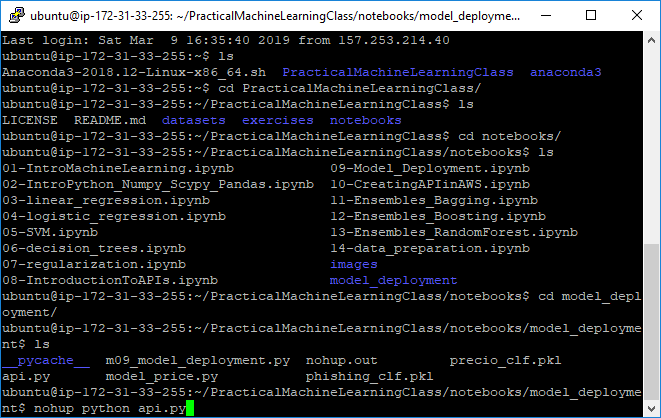 ubuntu@ip-172-31-33-255: ~/PracticalMachineLearningClass/notebooks/model_deployme...
Last login: Sat Mar  9 16:35:40 2019 from 157.253.214.40
ubuntu@ip-172-31-33-255:~$ ls
Anaconda3-2018.12-Linux-x86_64.sh  PracticalMachineLearningClass  anaconda3
ubuntu@ip-172-31-33-255:~$ cd PracticalMachineLearningClass/
ubuntu@ip-172-31-33-255:~/PracticalMachineLearningClass$ ls
LICENSE  README.md  datasets  exercises  notebooks
ubuntu@ip-172-31-33-255:~/PracticalMachineLearningClass$ cd notebooks/
ubuntu@ip-172-31-33-255:~/PracticalMachineLearningClass/notebooks$ ls
01-IntroMachineLearning.ipynb            09-Model_Deployment.ipynb
02-IntroPython_Numpy_Scypy_Pandas.ipynb  10-CreatingAPIinAWS.ipynb
03-linear_regression.ipynb               11-Ensembles_Bagging.ipynb
04-logistic_regression.ipynb             12-Ensembles_Boosting.ipynb
05-SVM.ipynb                             13-Ensembles_RandomForest.ipynb
06-decision_trees.ipynb                  14-data_preparation.ipynb
07-regularization.ipynb                  images
08-IntroductionToAPIs.ipynb              model_deployment
ubuntu@ip-172-31-33-255:~/PracticalMachineLearningClass/notebooks$ cd model_depl
oyment/
ubuntu@ip-172-31-33-255:~/PracticalMachineLearningClass/notebooks/model_deployme
nt$ ls
__pycache__  m09_model_deployment.py  nohup.out         precio_clf.pkl
api.py       model_price.py           phishing_clf.pkl
ubuntu@ip-172-31-33-255:~/PracticalMachineLearningClass/notebooks/model_deployme
nt$ nohup python api.py